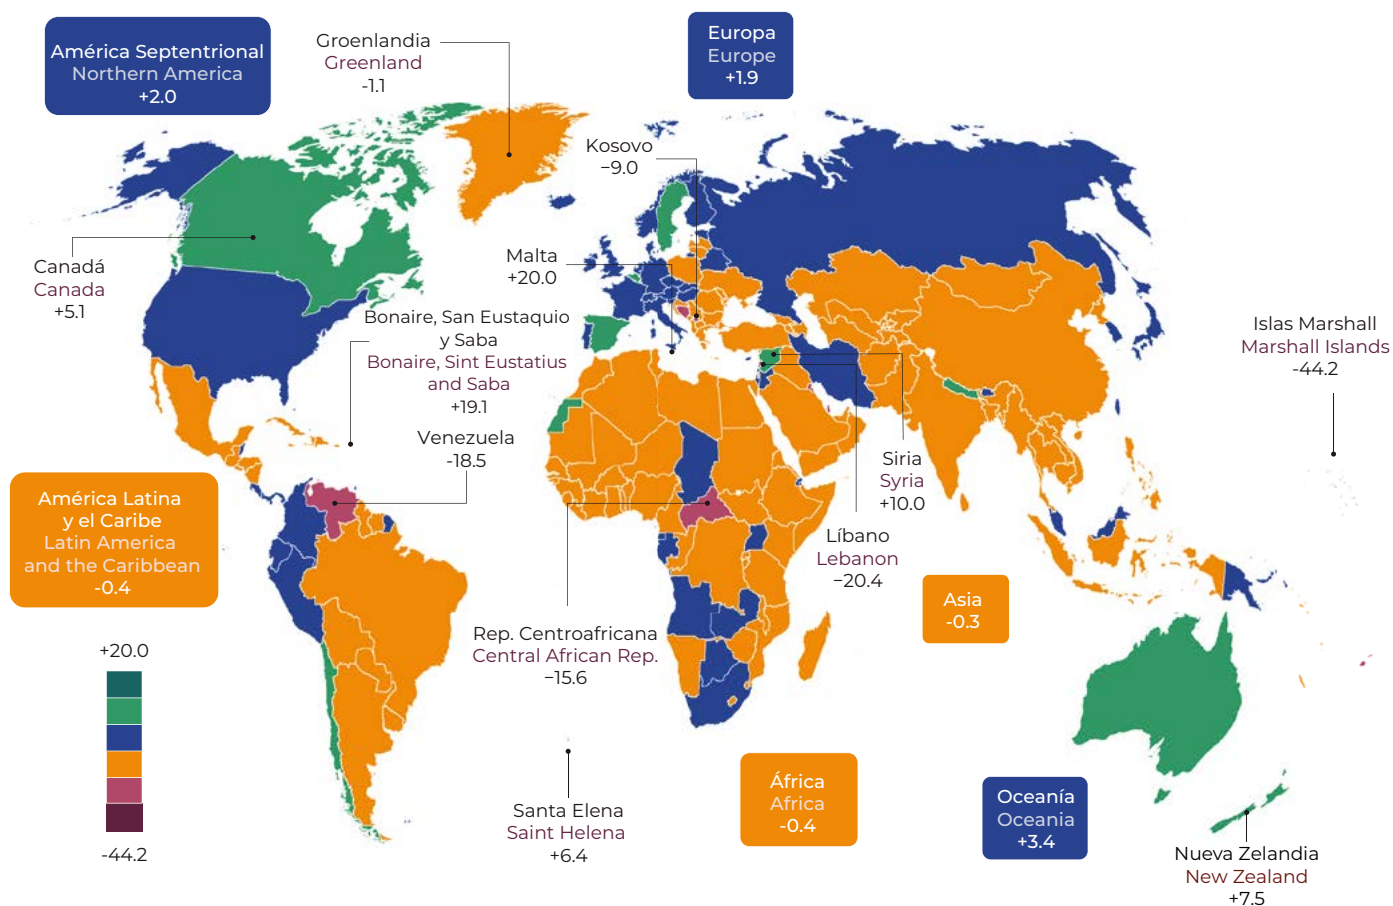 América Septentrional
Northern America
+2.0
Groenlandia
Greenland
-1.1
Europa
Europe
+1.9
Kosovo
−9.0
Canadá
Canada
+5.1
Malta
+20.0
Bonaire, San Eustaquio
y Saba
Bonaire, Sint Eustatius
and Saba
+19.1
Islas Marshall
Marshall Islands
-44.2
Venezuela
-18.5
Siria
Syria
+10.0
América Latina
y el Caribe
Latin America
and the Caribbean
-0.4
Líbano
Lebanon
−20.4
Asia
-0.3
Rep. Centroafricana
Central African Rep.
−15.6
+20.0
-44.2
Santa Elena
Saint Helena
+6.4
África
Africa
-0.4
Oceanía
Oceania
+3.4
Nueva Zelandia
New Zealand
+7.5